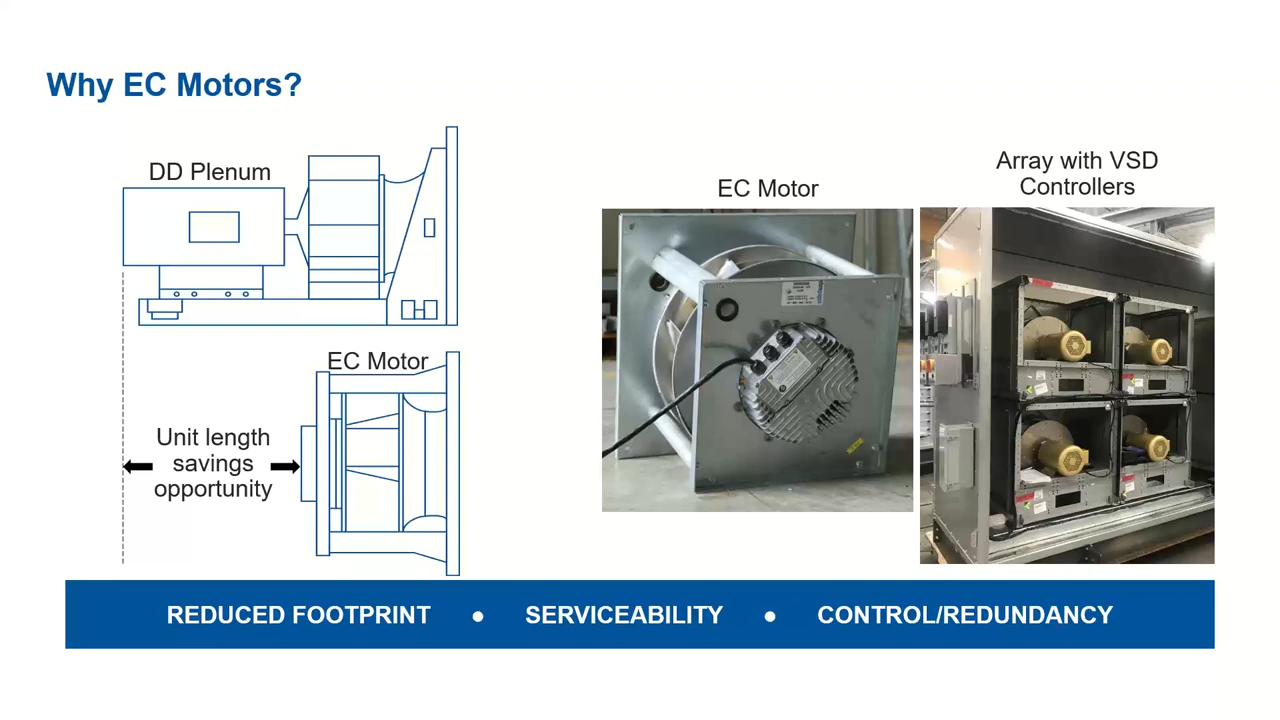 Why EC Motors?
DD Plenum
EC Motor
Unit length
savings
opportunity
EC Motor
Array with VSD
Controllers
REDUCED FOOTPRINT • SERVICEABILITY • CONTROL/REDUNDANCY